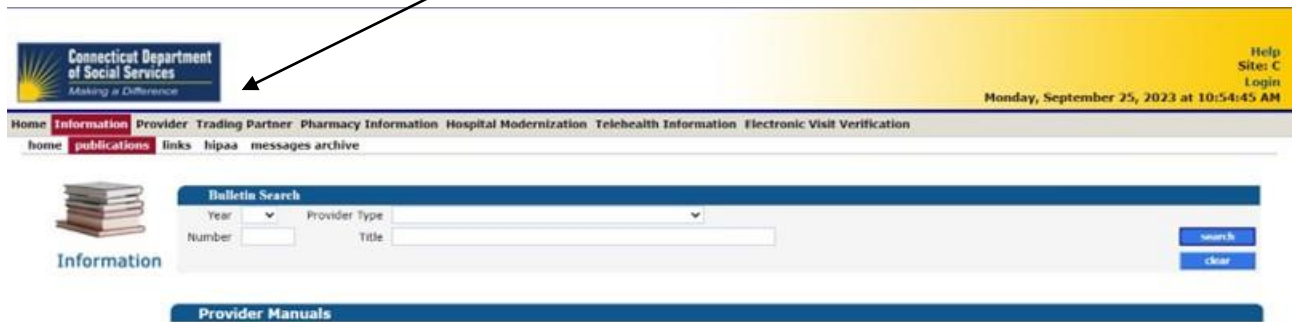 Connecticut Department
of Social Services
Making a Difference
Help
Site: C
Login
Monday, September 25, 2023 at 10:54:45 AM
Home Information Provider Trading Partner Pharmacy Information Hospital Modernization Telehealth Information Electronic Visit Verification
home publications links hipaa messages archive
Bulletin Search
Year Provider Type
Number Title search
Information clear
Provider Manuals